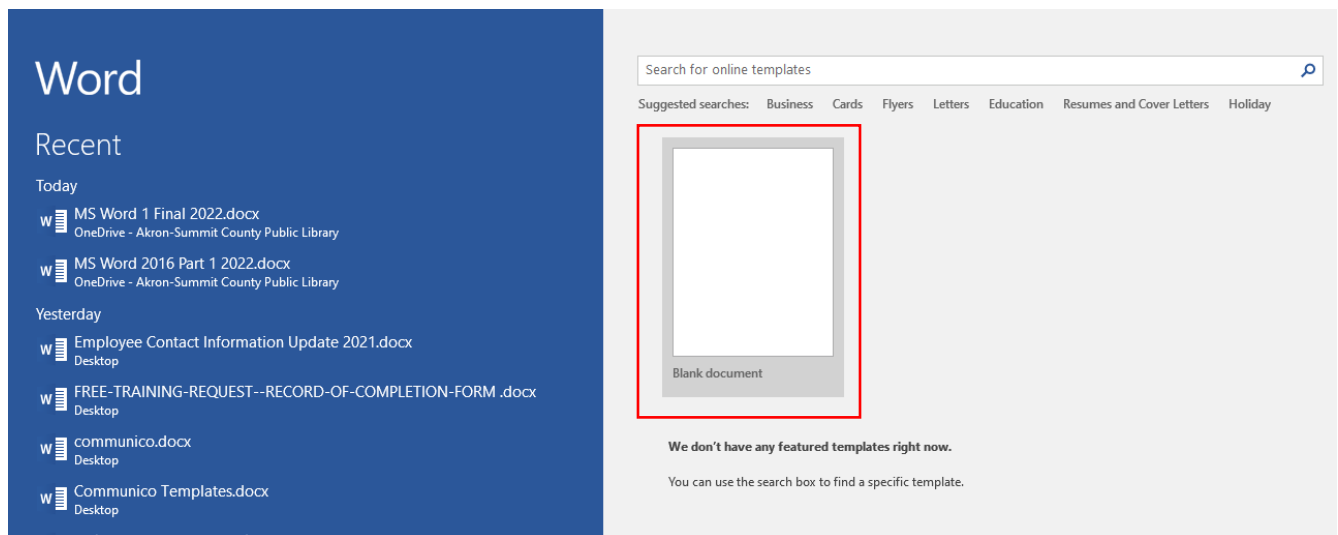 Word
Recent
Today
W
MS Word 1 Final 2022.docx
OneDrive - Akron-Summit County Public Library
W
MS Word 2016 Part 1 2022.docx
OneDrive - Akron-Summit County Public Library
Yesterday
W
Employee Contact Information Update 2021.docx
Desktop
W
FREE-TRAINING-REQUEST--RECORD-OF-COMPLETION-FORM .docx
Desktop
W
communico.docx
Desktop
W
Communico Templates.docx
Desktop
Search for online templates
Suggested searches: Business Cards Flyers Letters Education Resumes and Cover Letters Holiday
Blank document
We don't have any featured templates right now.
You can use the search box to find a specific template.